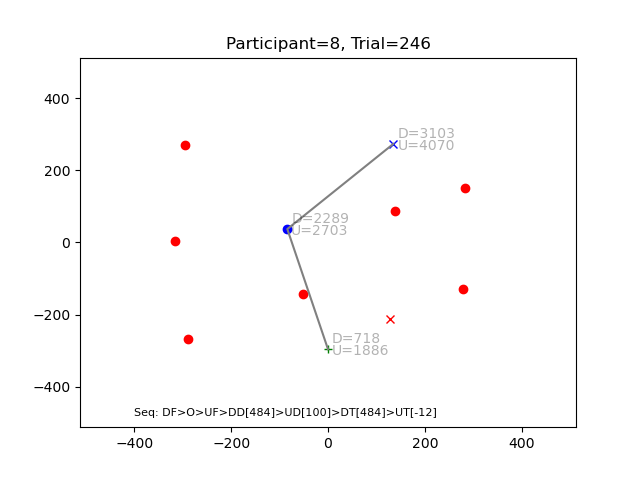 Participant=8, Trial=246
400
200
0
−200
−400
D=3103
U=4070
D=2289
U=2703
D=718
U=1886
Seq: DF>O>UF>DD[484]>UD[100]>DT[484]>UT[-12]
−400 −200 0 200 400